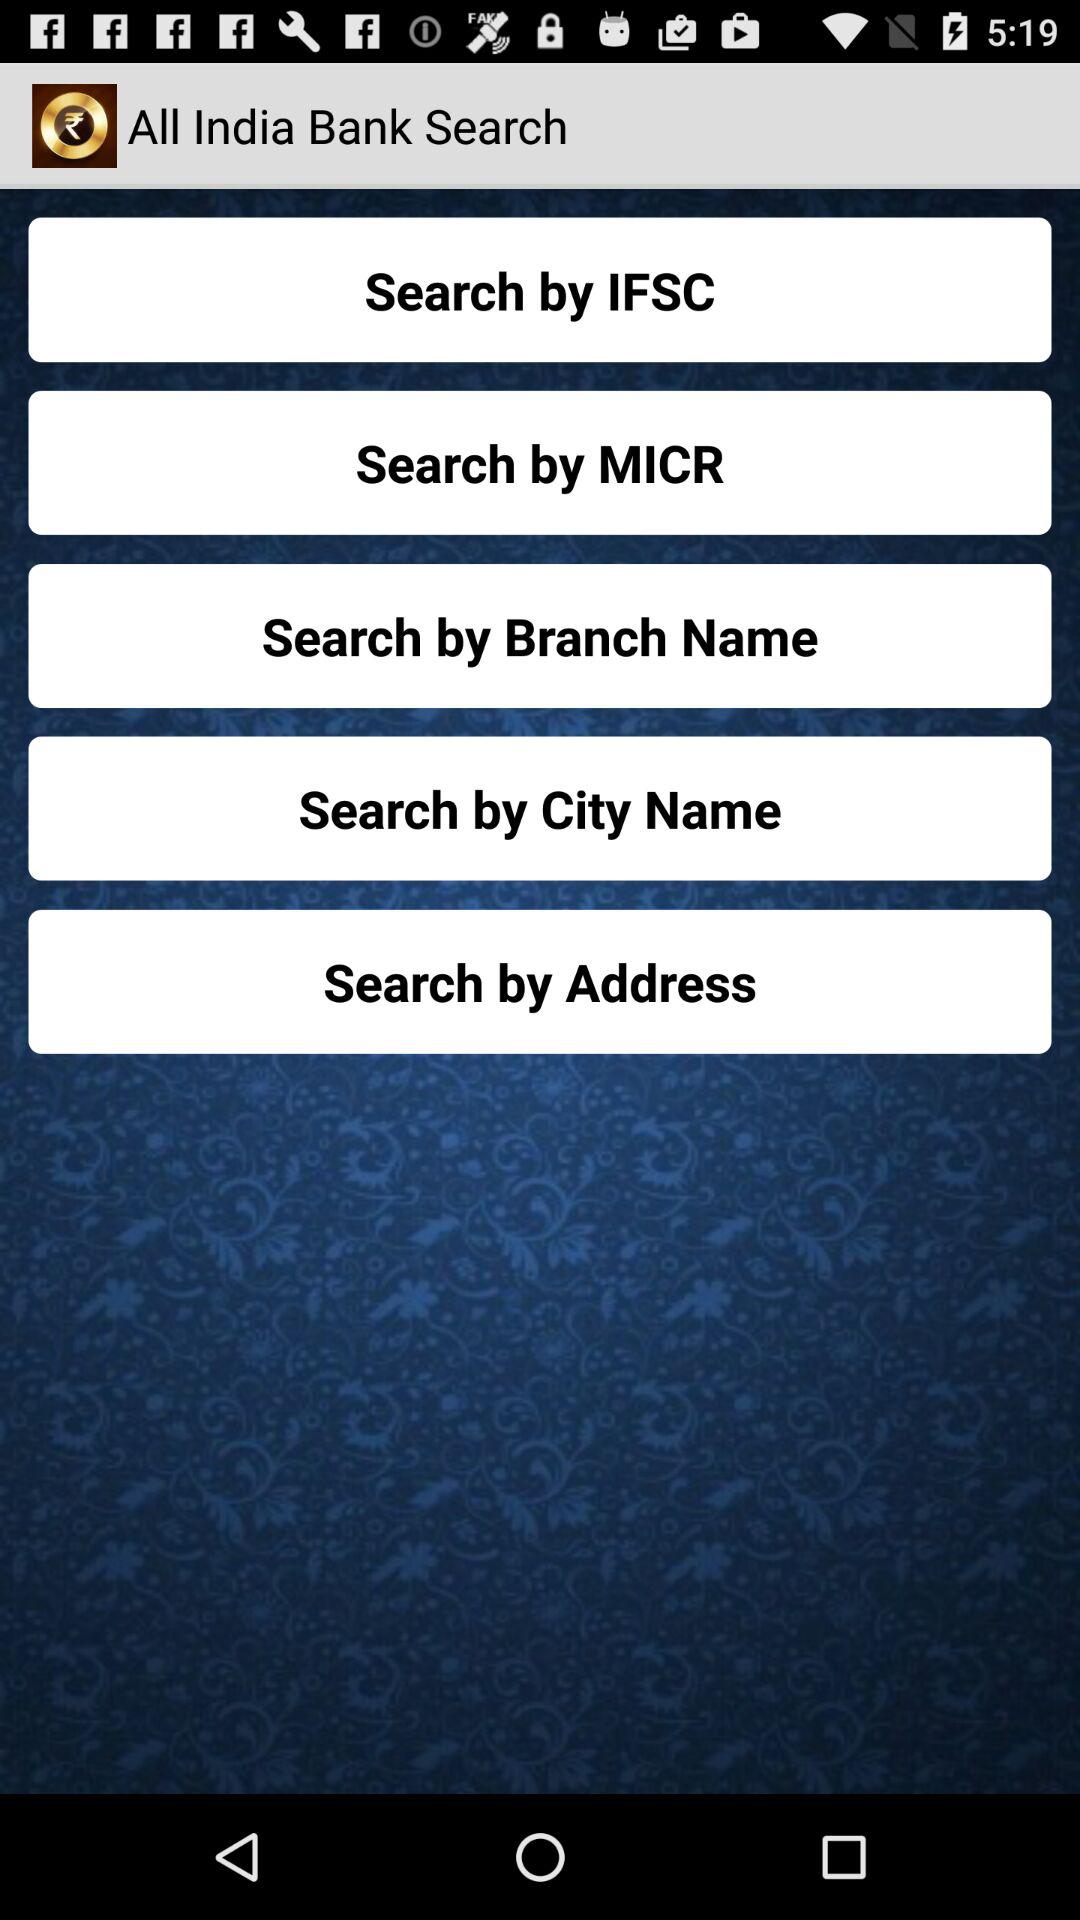 5:19
All India Bank Search
Search by IFSC
Search by MICR
Search by Branch Name
Search by City Name
Search by Address